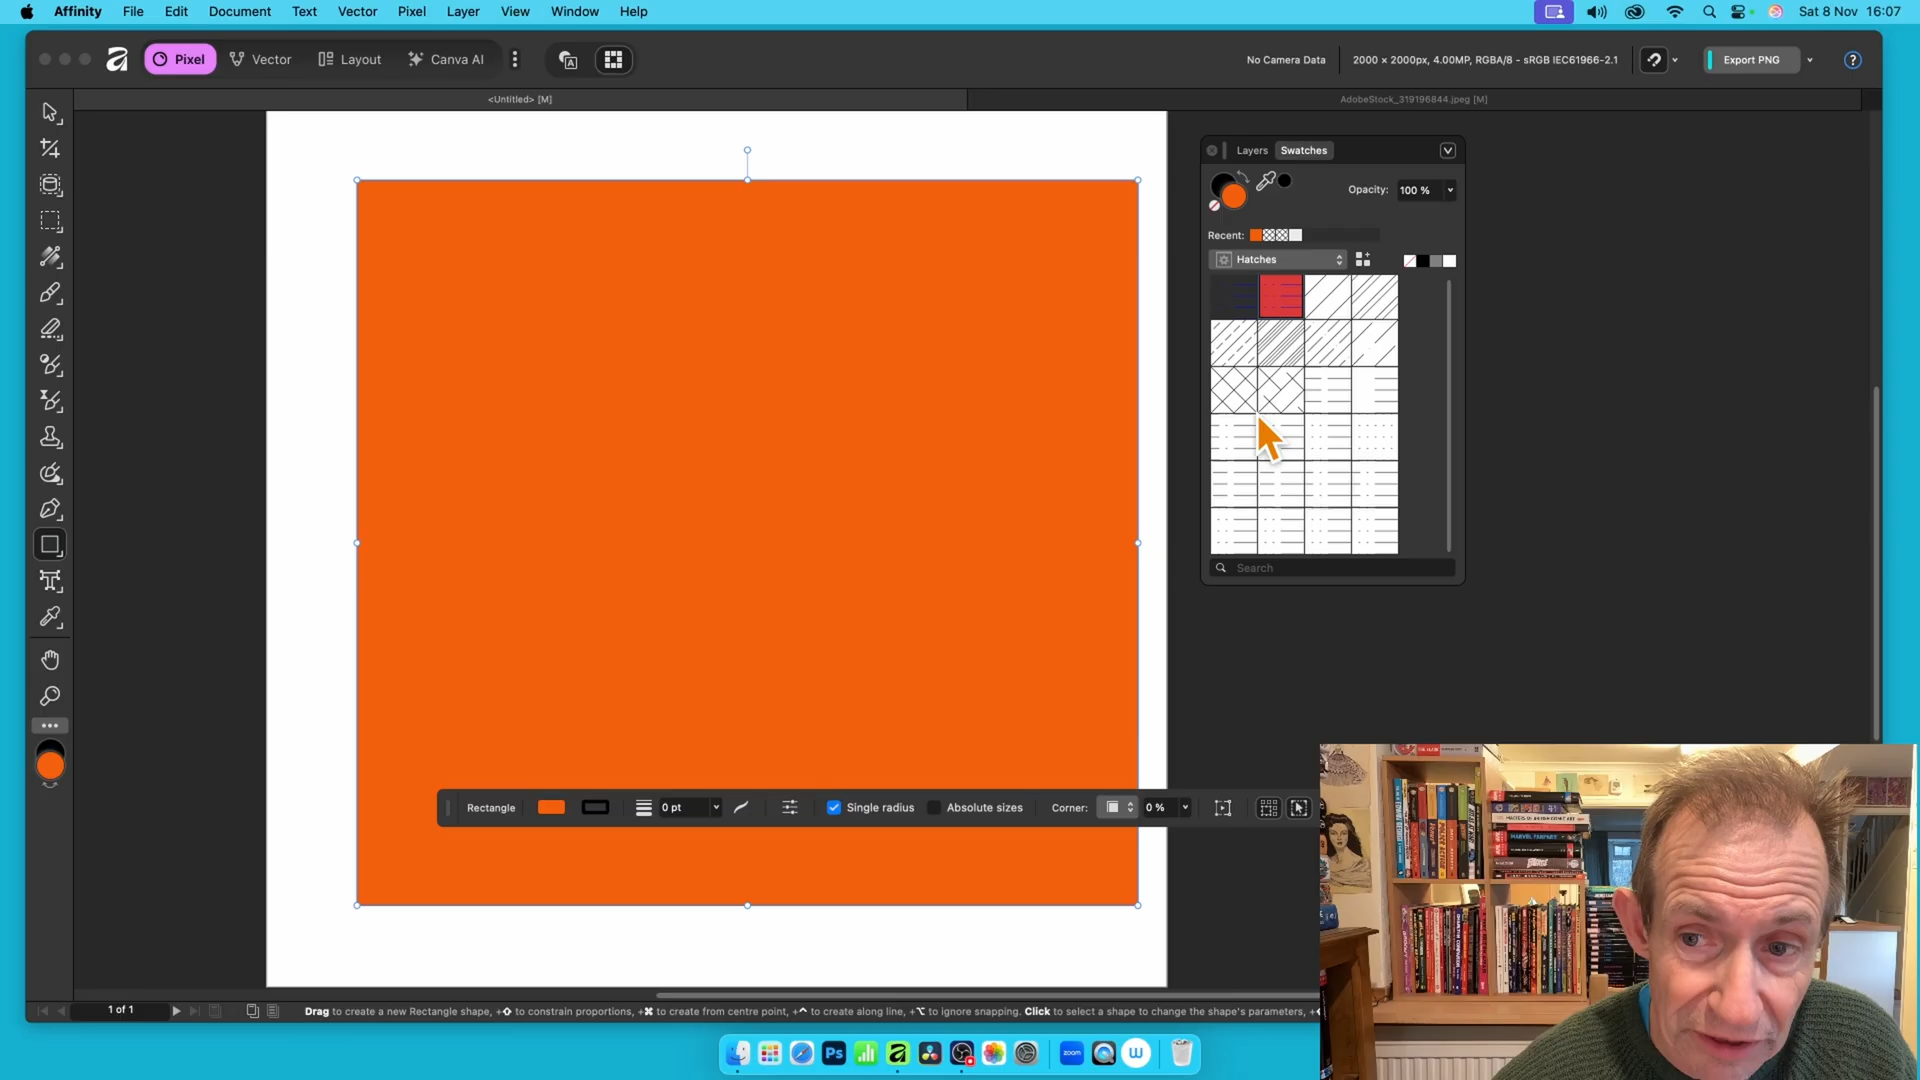 Affinity File Edit Document Text Vector Pixel Layer View Window Help Sat 8 Nov 16:07
Pixel Vector Layout Canva AI No Camera Data 2000 × 2000px, 4.00MP, RGBA/8 - sRGB IEC61966-2.1 Export PNG ?
<Untitled> [M] AdobeStock_319196844.jpeg [M]
Layers Swatches
Opacity: 100 %
Recent:
Hatches
Search
Rectangle 0 pt Single radius Absolute sizes Corner: 0 %
1 of 1 Drag to create a new Rectangle shape, +⇧ to constrain proportions, +⌘ to create from centre point, +⌃ to create along line, +⌥ to ignore snapping. Click to select a shape to change the shape's parameters,
Ps zoom W